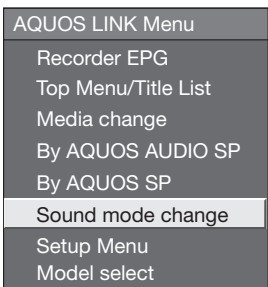 AQUOS LINK Menu
Recorder EPG
Top Menu/Title List
Media change
By AQUOS AUDIO SP
By AQUOS SP
Sound mode change
Setup Menu
Model select